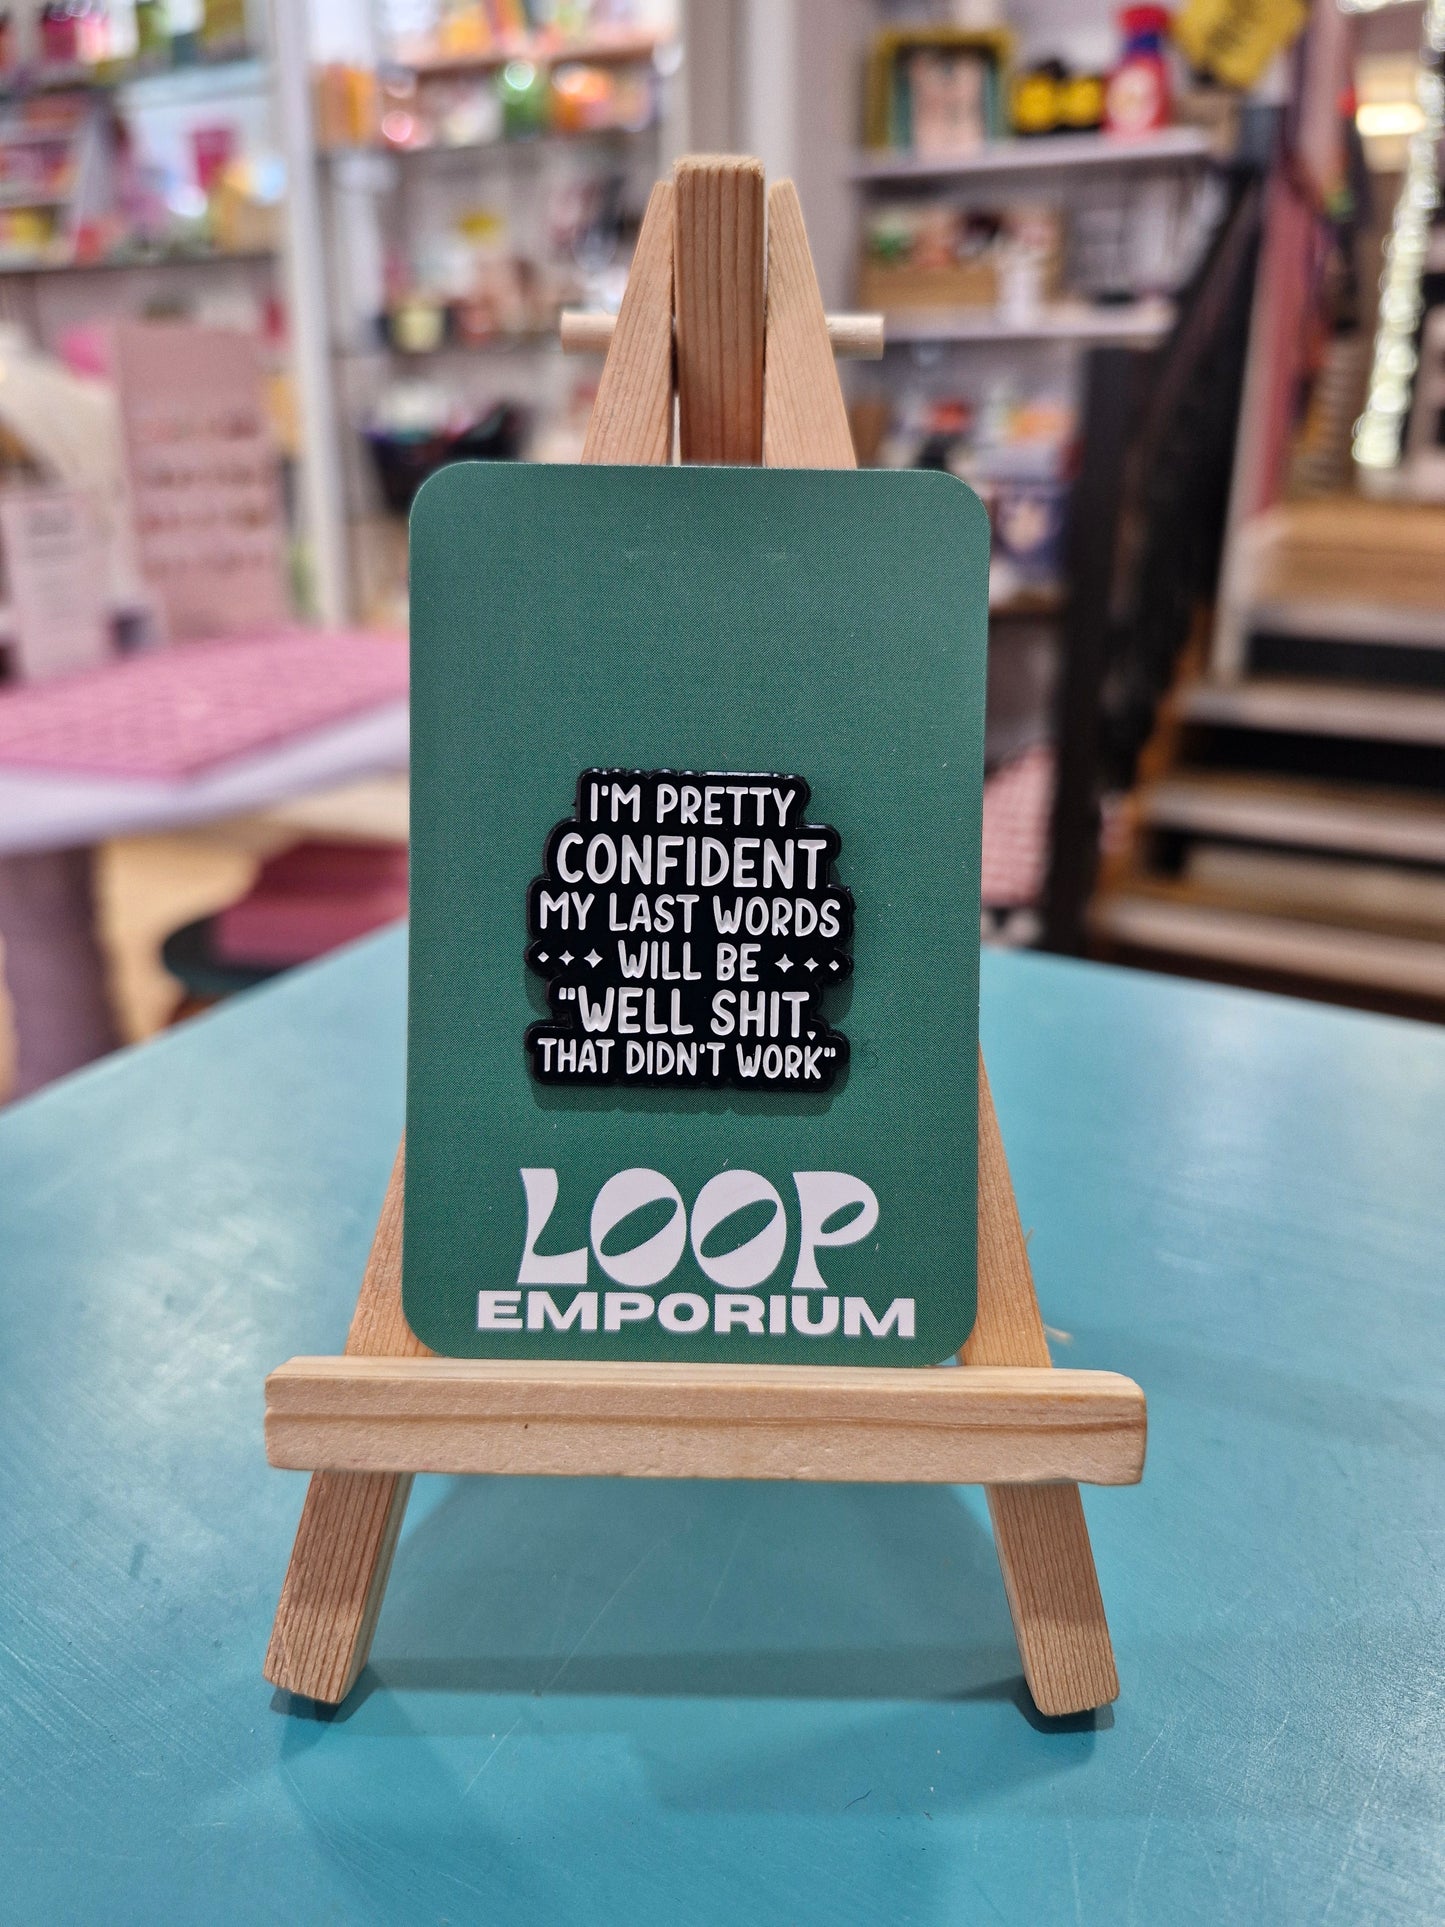 I'M PRETTY
CONFIDENT
MY LAST WORDS
WILL BE
"WELL SHIT,
THAT DIDN'T WORK"
LOOP
EMPORIUM